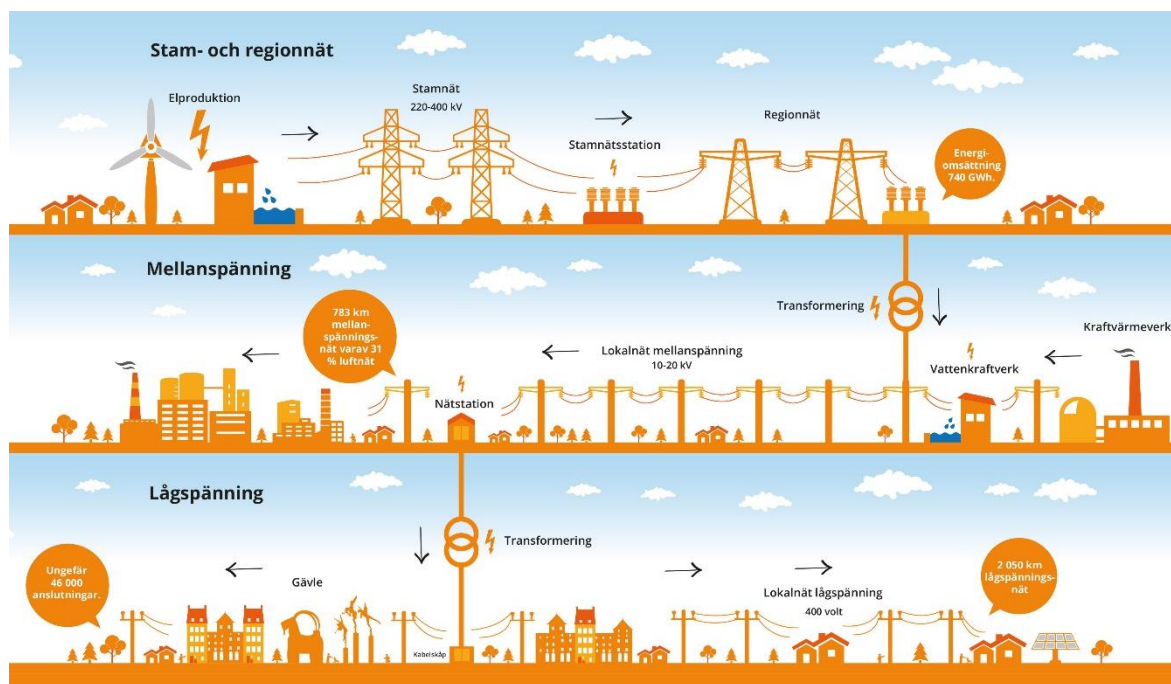 Stam- och regionnät
Elproduktion
Stamnät
220-400 kV
Stamnätsstation
Regionnät
Energi-
omsättning
740 GWh.
Mellanspänning
783 km
mellan-
spännings-
nät varav 31
% luftnät
Nätstation
Lokalnät mellanspänning
10-20 kV
Transformering
Vattenkraftverk
Kraftvärmeverk
Lågspänning
Ungefär
46 000
anslutningar.
Gävle
Transformering
Kabelskåp
Lokalnät lågspänning
400 volt
2 050 km
lågspännings-
nät